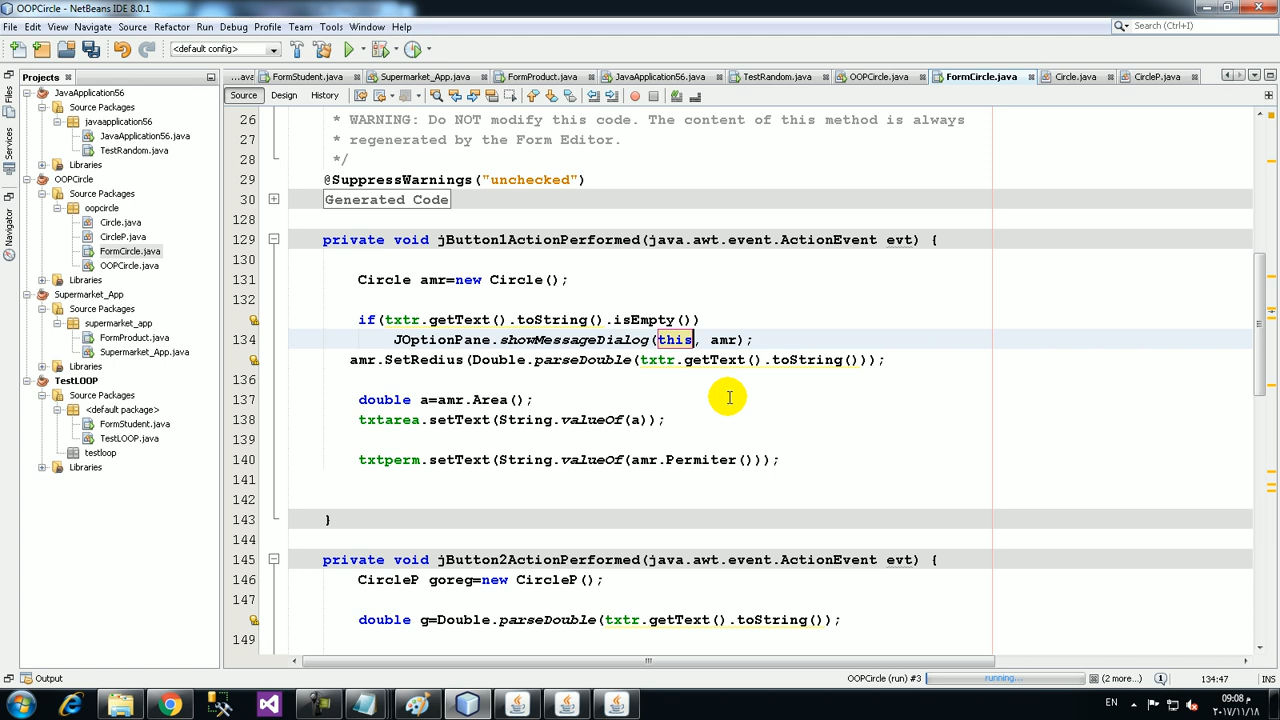 OOPCircle - NetBeans IDE 8.0.1
File Edit View Navigate Source Refactor Run Debug Profile Team Tools Window Help
Search (Ctrl+I)
<default config>
Projects
...ave FormStudent.java Supermarket_App.java FormProduct.java JavaApplication56.java TestRandom.java OOPCircle.java FormCircle.java Circle.java CircleP.java
Source Design History
Files
Services
Navigator
JavaApplication56
Source Packages
javaapplication56
JavaApplication56.java
TestRandom.java
Libraries
OOPCircle
Source Packages
oopcircle
Circle.java
CircleP.java
FormCircle.java
OOPCircle.java
Libraries
Supermarket_App
Source Packages
supermarket_app
FormProduct.java
Supermarket_App.java
Libraries
TestLOOP
Source Packages
<default package>
FormStudent.java
TestLOOP.java
testloop
Libraries
26 * WARNING: Do NOT modify this code. The content of this method is always
27 * regenerated by the Form Editor.
28 */
29 @SuppressWarnings("unchecked")
30 Generated Code
128
129 private void jButton1ActionPerformed(java.awt.event.ActionEvent evt) {
130
131 Circle amr=new Circle();
132
if(txtr.getText().toString().isEmpty())
134 JOptionPane.showMessageDialog(this, amr);
amr.SetRedius(Double.parseDouble(txtr.getText().toString()));
136
137 double a=amr.Area();
138 txtarea.setText(String.valueOf(a));
139
140 txtperm.setText(String.valueOf(amr.Permiter()));
141
142
143 }
144
145 private void jButton2ActionPerformed(java.awt.event.ActionEvent evt) {
146 CircleP goreg=new CircleP();
147
double g=Double.parseDouble(txtr.getText().toString());
149
Output
OOPCircle (run) #3 running... (2 more...) 134:47 INS
EN
09:08 م
٢٠١٧/١١/١٨